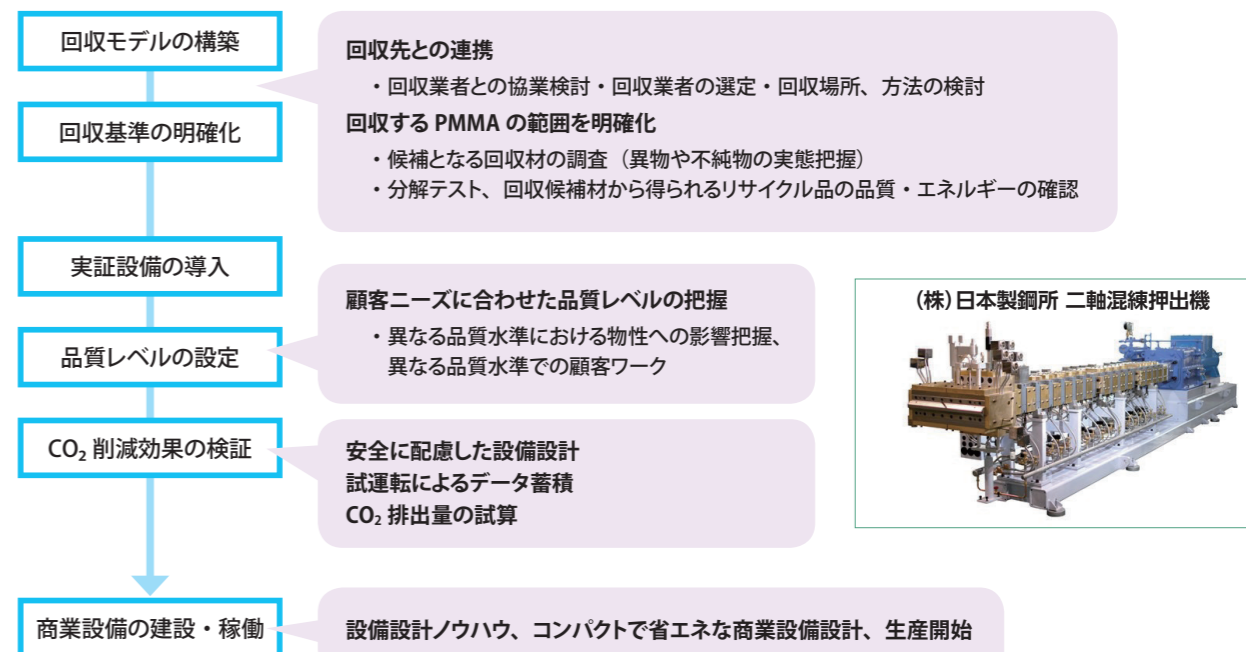 回収モデルの構築
回収基準の明確化
回収先との連携
・回収業者との協業検討・回収業者の選定・回収場所、方法の検討
回収する PMMA の範囲を明確化
・候補となる回収材の調査（異物や不純物の実態把握）
・分解テスト、回収候補材から得られるリサイクル品の品質・エネルギーの確認
実証設備の導入
品質レベルの設定
顧客ニーズに合わせた品質レベルの把握
・異なる品質水準における物性への影響把握、
異なる品質水準での顧客ワーク
(株)日本製鋼所 二軸混練押出機
CO₂ 削減効果の検証
安全に配慮した設備設計
試運転によるデータ蓄積
CO₂ 排出量の試算
商業設備の建設・稼働
設備設計ノウハウ、コンパクトで省エネな商業設備設計、生産開始